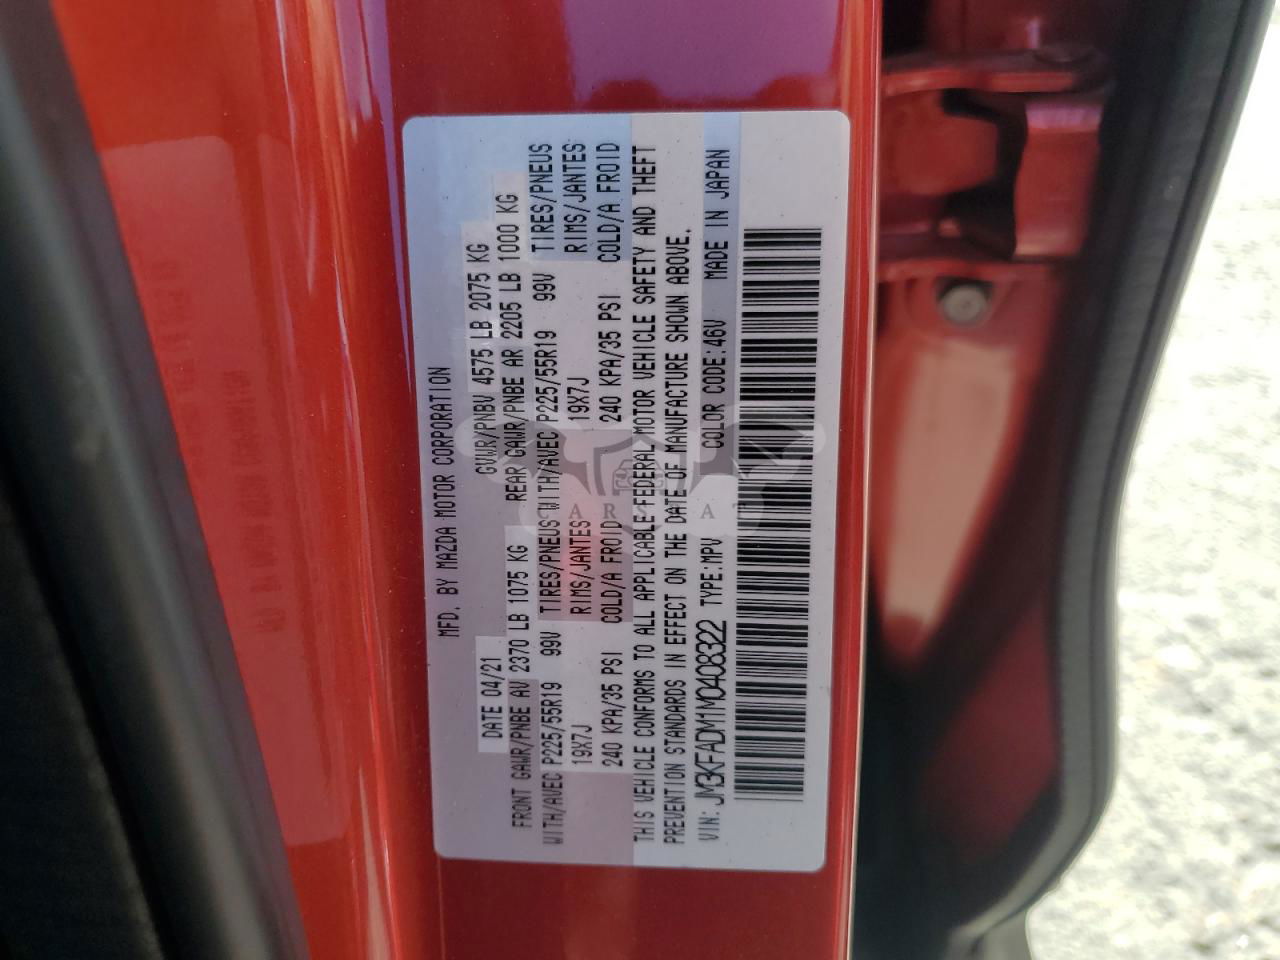 MFD. BY MAZDA MOTOR CORPORATION
DATE 04/21 GVWR/PNBV 4575 LB 2075 KG
FRONT GAWR/PNBE AV 2370 LB 1075 KG REAR GAWR/PNBE AR 2205 LB 1000 KG
WITH/AVEC P225/55R19 99V TIRES/PNEUS WITH/AVEC P225/55R19 99V TIRES/PNEUS
19X7J RIMS/JANTES 19X7J RIMS/JANTES
240 KPA/35 PSI COLD/A FROID 240 KPA/35 PSI COLD/A FROID
THIS VEHICLE CONFORMS TO ALL APPLICABLE FEDERAL MOTOR VEHICLE SAFETY AND THEFT
PREVENTION STANDARDS IN EFFECT ON THE DATE OF MANUFACTURE SHOWN ABOVE.
VIN: JM3KFADM1M0408322 TYPE:MPV COLOR CODE:46V MADE IN JAPAN